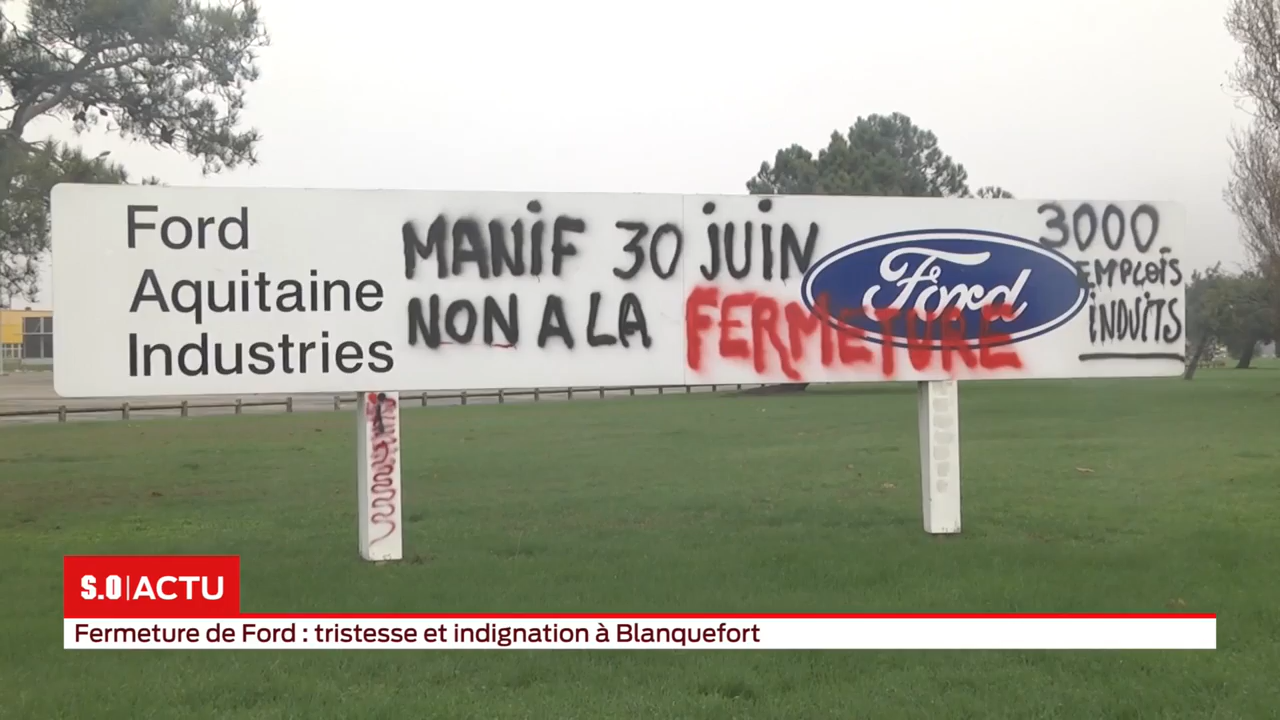 Ford
Aquitaine
Industries
MANIF 30 JUIN
NON A LA FERMETURE
Ford
3000
EMPLOIS
INDUITS
S.O|ACTU
Fermeture de Ford : tristesse et indignation à Blanquefort